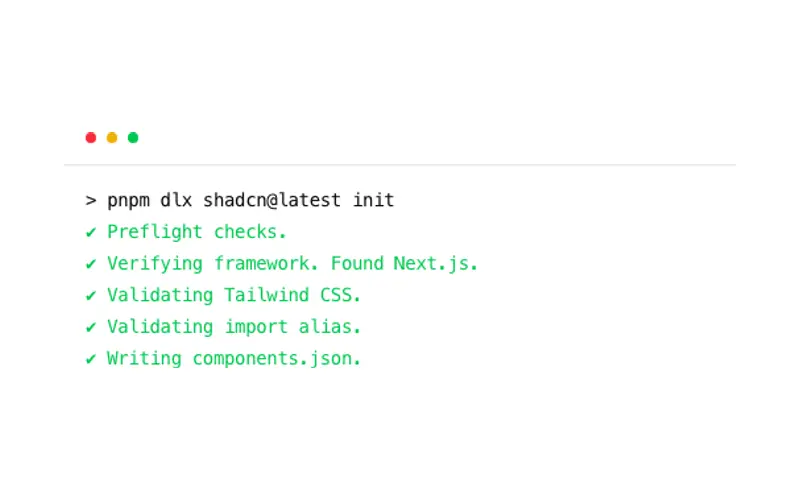 > pnpm dlx shadcn@latest init
✔ Preflight checks.
✔ Verifying framework. Found Next.js.
✔ Validating Tailwind CSS.
✔ Validating import alias.
✔ Writing components.json.